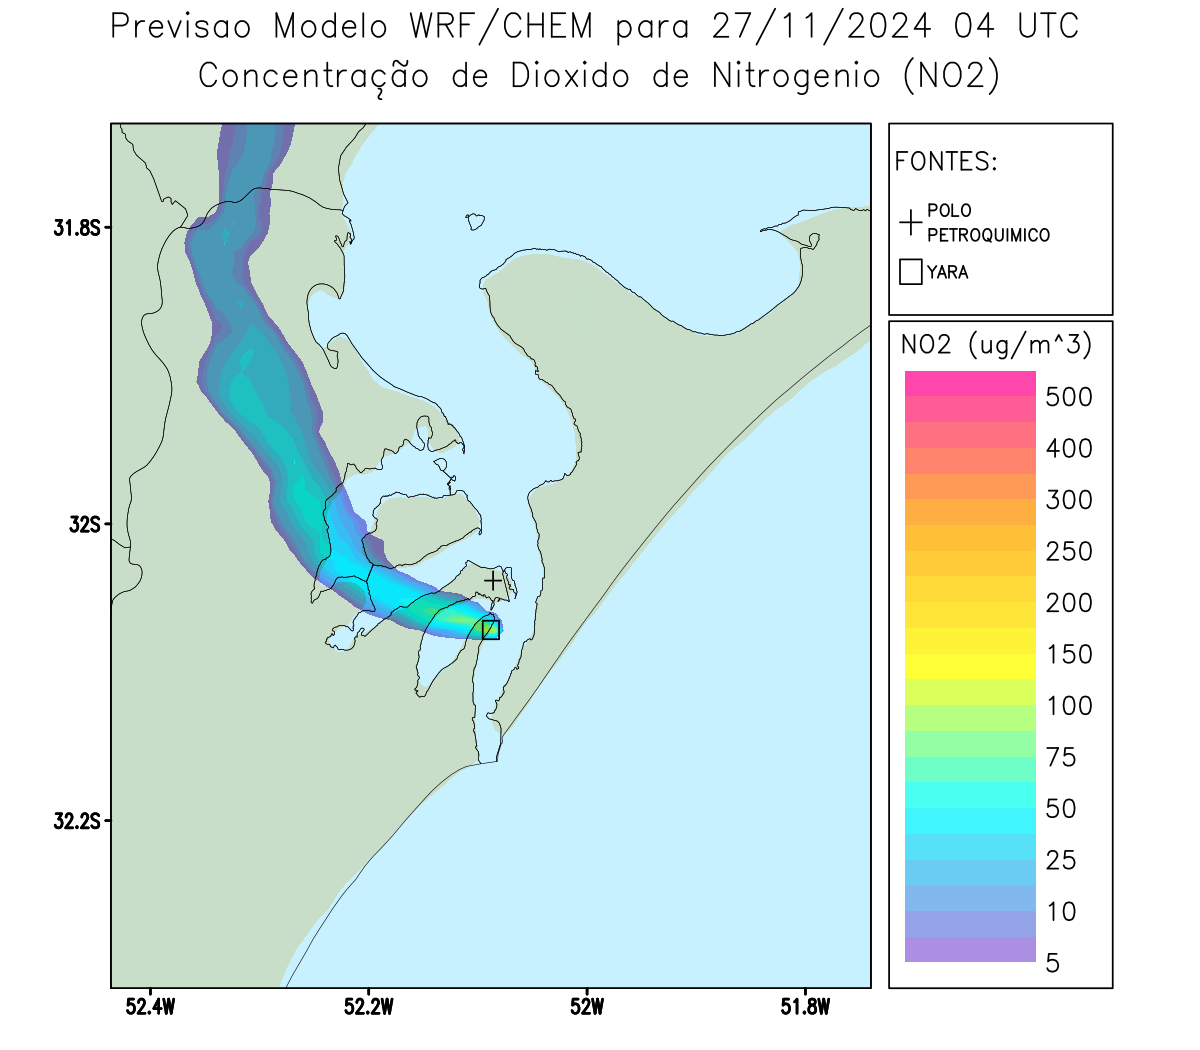 Previsao Modelo WRF/CHEM para 27/11/2024 04 UTC
Concentração de Dioxido de Nitrogenio (NO2)
FONTES:
POLO
PETROQUIMICO
YARA
NO2 (ug/m^3)
500
400
300
250
200
150
100
75
50
25
10
5
31.8S
32S
32.2S
52.4W
52.2W
52W
51.8W